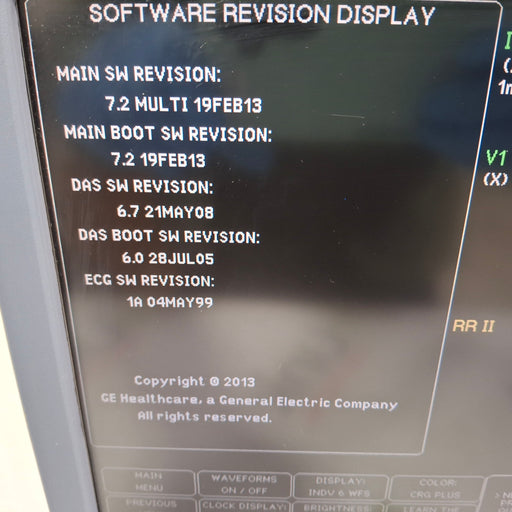 SOFTWARE REVISION DISPLAY
MAIN SW REVISION:
7.2 MULTI 19FEB13
MAIN BOOT SW REVISION:
7.2 19FEB13
DAS SW REVISION:
6.7 21MAY08
DAS BOOT SW REVISION:
6.0 28JUL05
ECG SW REVISION:
1A 04MAY99
Copyright © 2013
GE Healthcare, a General Electric Company
All rights reserved.
V1
(X)
RR II
MAIN
MENU
WAVEFORMS
ON / OFF
DISPLAY:
INDV 6 WFS
COLOR:
CRG PLUS
PREVIOUS
CLOCK DISPLAY:
BRIGHTNESS:
LEARN THE